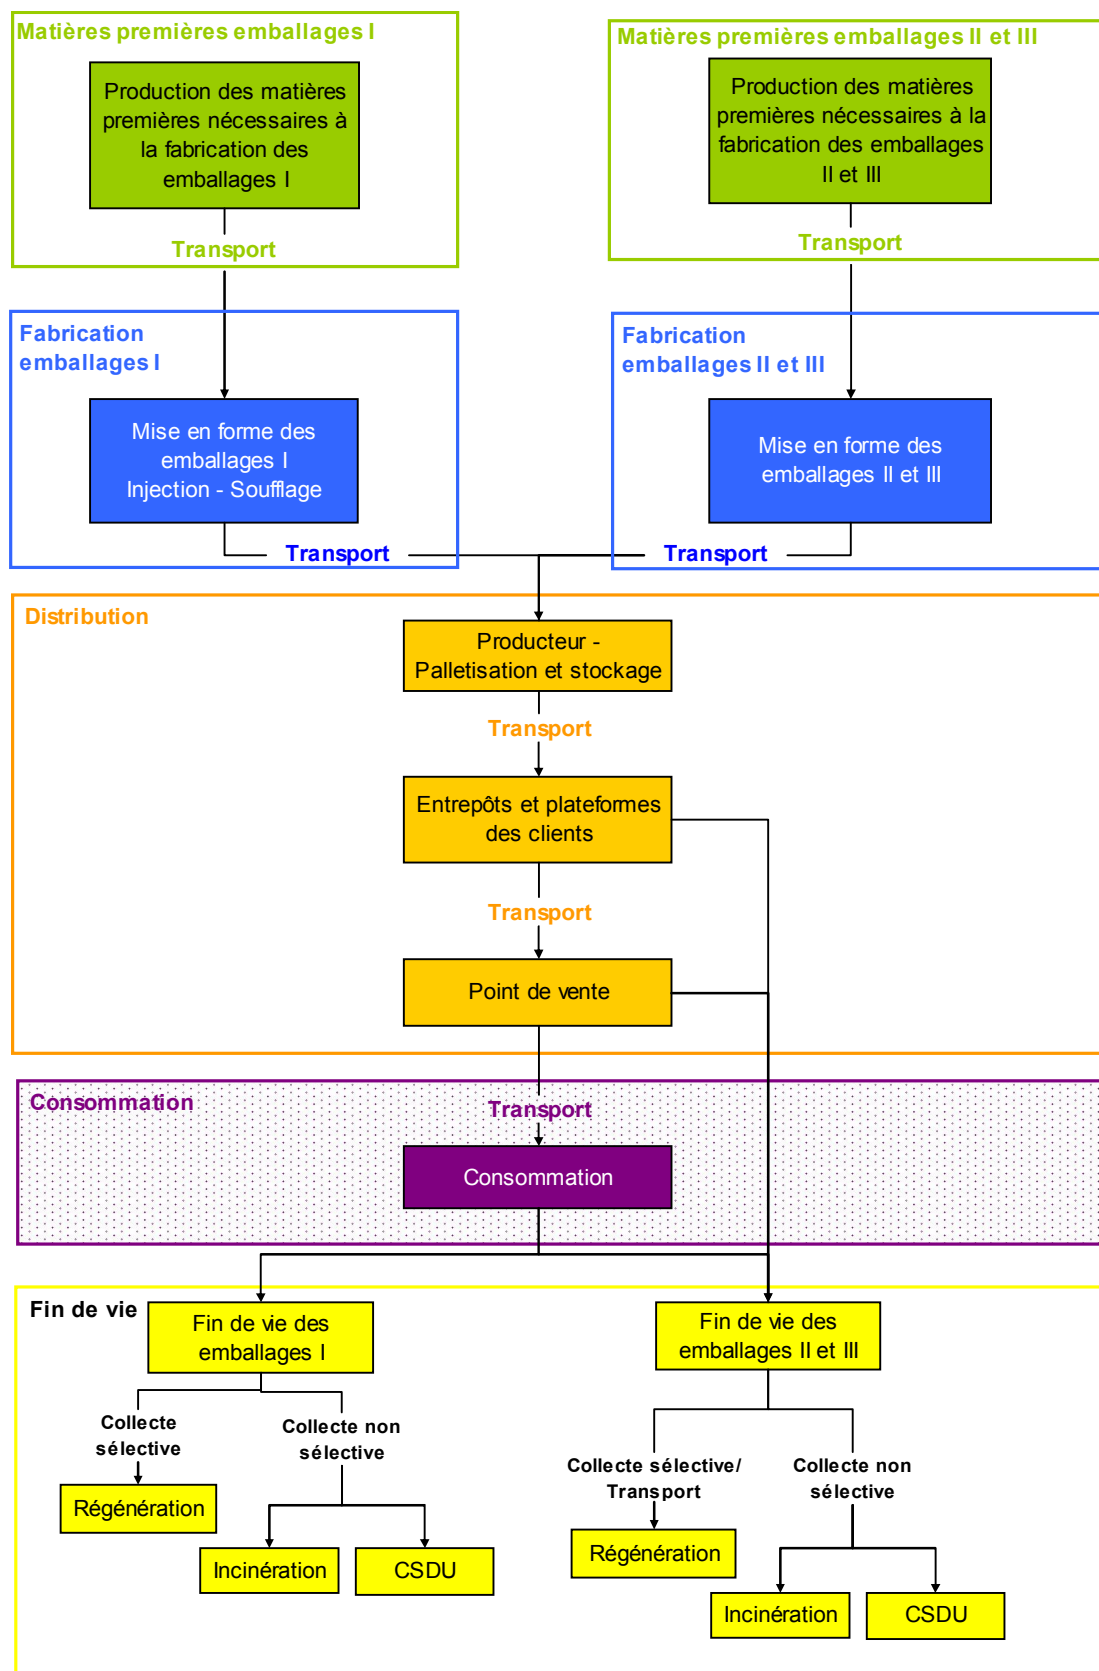 Matières premières emballages I
Production des matières
premières nécessaires à
la fabrication des
emballages I
Transport
Matières premières emballages II et III
Production des matières
premières nécessaires à la
fabrication des emballages
II et III
Transport
Fabrication
emballages I
Mise en forme des
emballages I
Injection - Soufflage
Transport
Fabrication
emballages II et III
Mise en forme des
emballages II et III
Transport
Distribution
Producteur -
Palletisation et stockage
Transport
Entrepôts et plateformes
des clients
Transport
Point de vente
Consommation
Transport
Consommation
Fin de vie
Fin de vie des
emballages I
Collecte
sélective
Collecte non
sélective
Régénération
Incinération
CSDU
Fin de vie des
emballages II et III
Collecte sélective/
Transport
Collecte non
sélective
Régénération
Incinération
CSDU